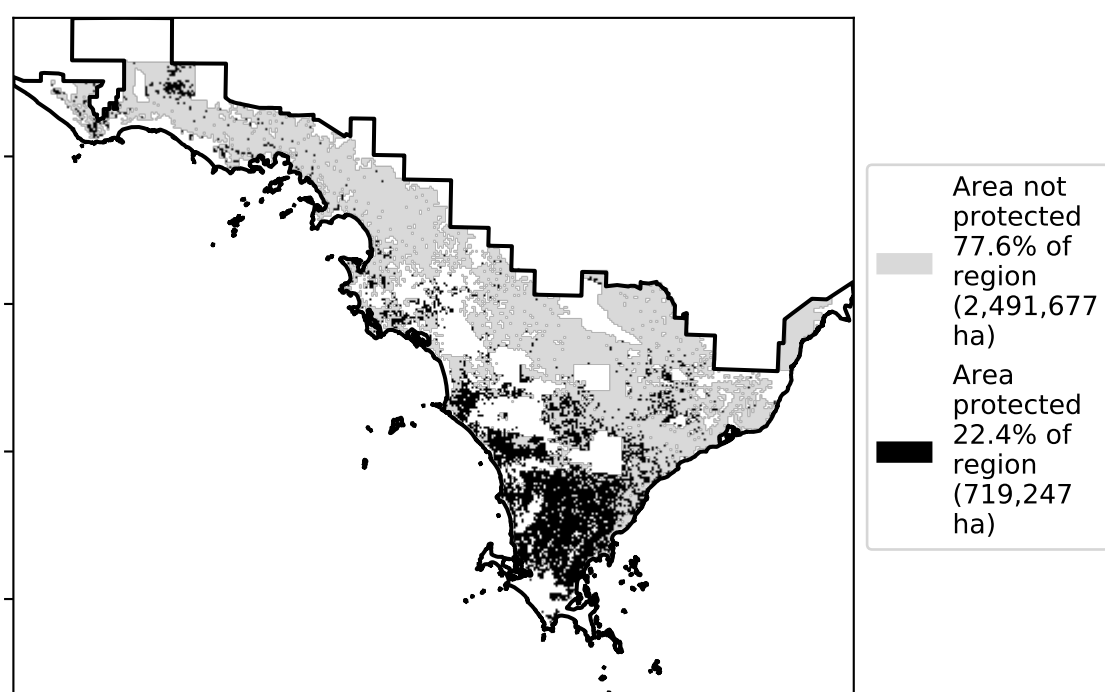 Area not
protected
77.6% of
region
(2,491,677
ha)
Area
protected
22.4% of
region
(719,247
ha)